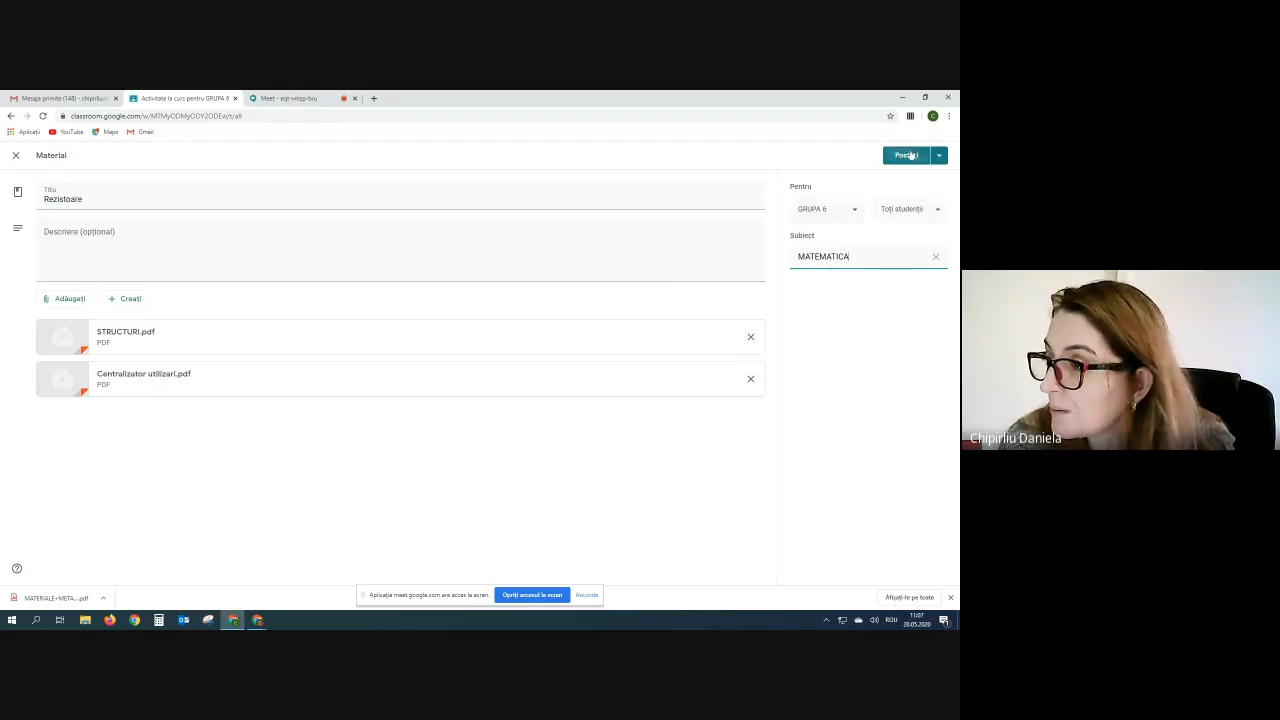 Mesaje primite (148) - chipirliu.c
Activitate la curs pentru GRUPA 6
Meet - eqt-vmzp-bru
classroom.google.com/w/MTMyODMyODY2ODEw/t/all
C
Aplicații
YouTube
Maps
Gmail
Material
Postați
Titlu
Rezistoare
Descriere (opțional)
Adăugați
Creați
STRUCTURI.pdf
PDF
Centralizator utilizari.pdf
PDF
Pentru
GRUPA 6
Toți studenții
Subiect
MATEMATICA
Chipirliu Daniela
MATERIALE+META....pdf
Aplicația meet.google.com are acces la ecran.
Opriți accesul la ecran
Ascunde
Afișați-le pe toate
ROU
11:07
20.05.2020